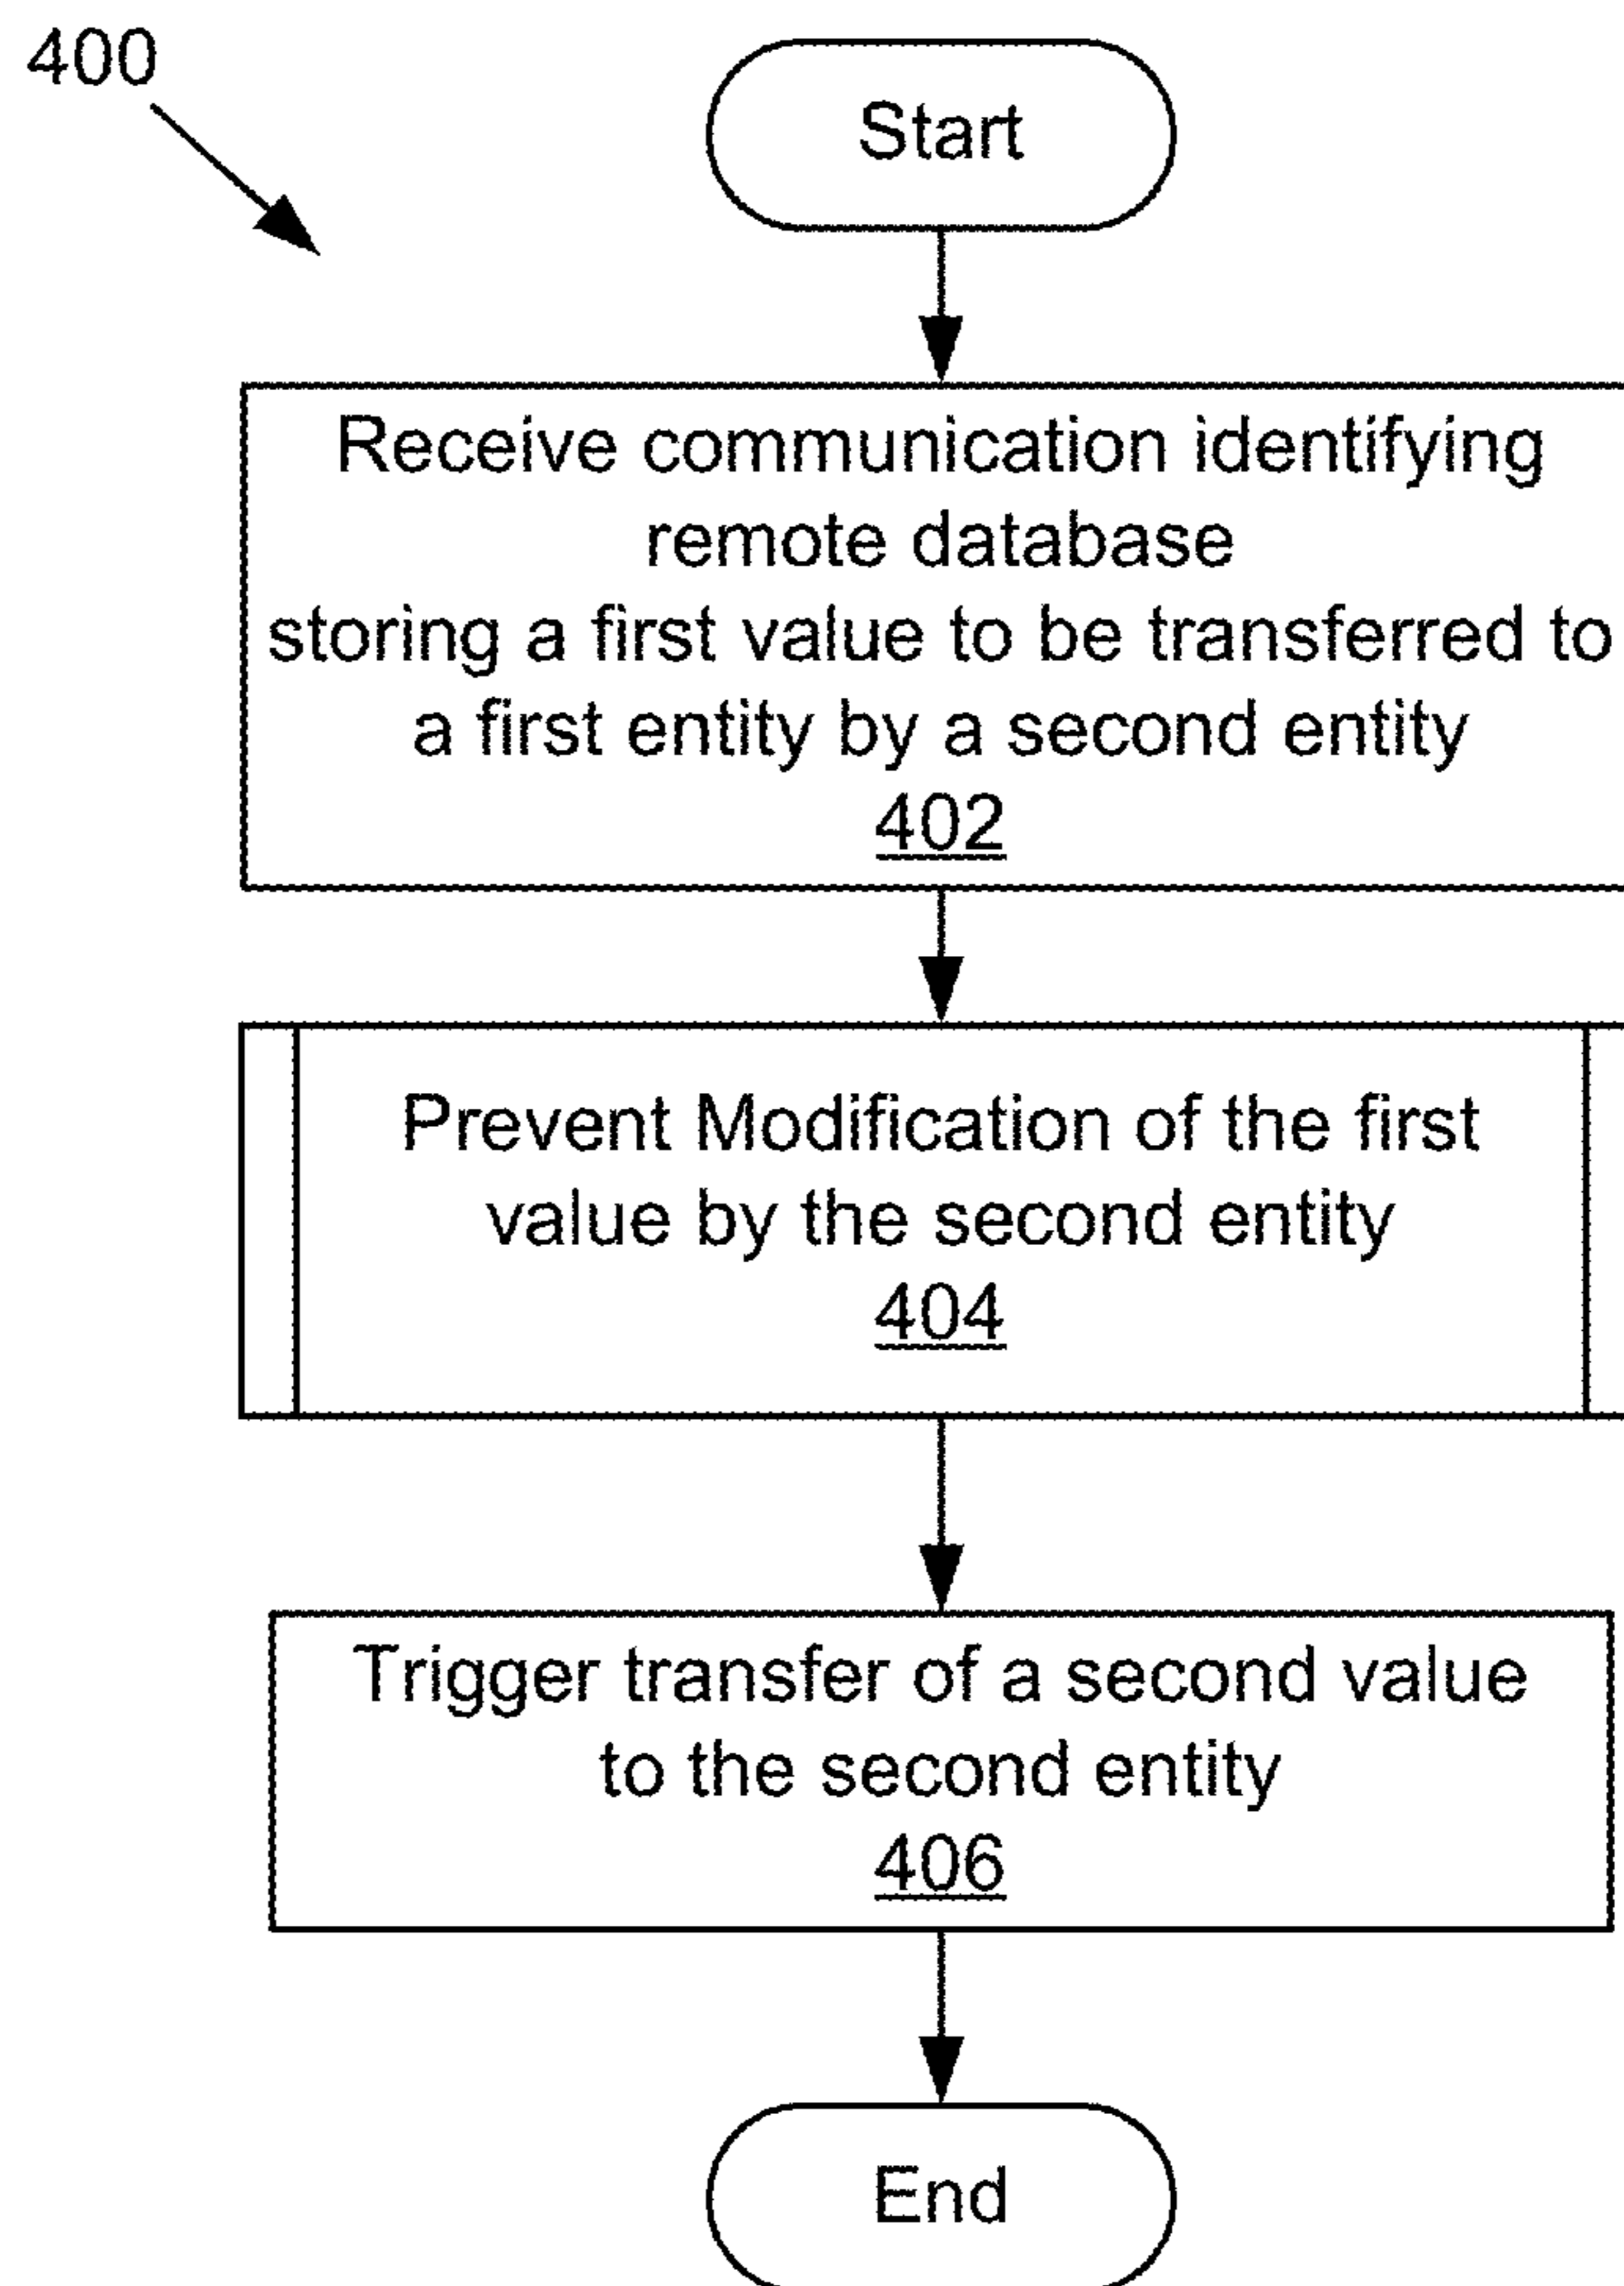 400
Start
Receive communication identifying
remote database
storing a first value to be transferred to
a first entity by a second entity
402
Prevent Modification of the first
value by the second entity
404
Trigger transfer of a second value
to the second entity
406
End